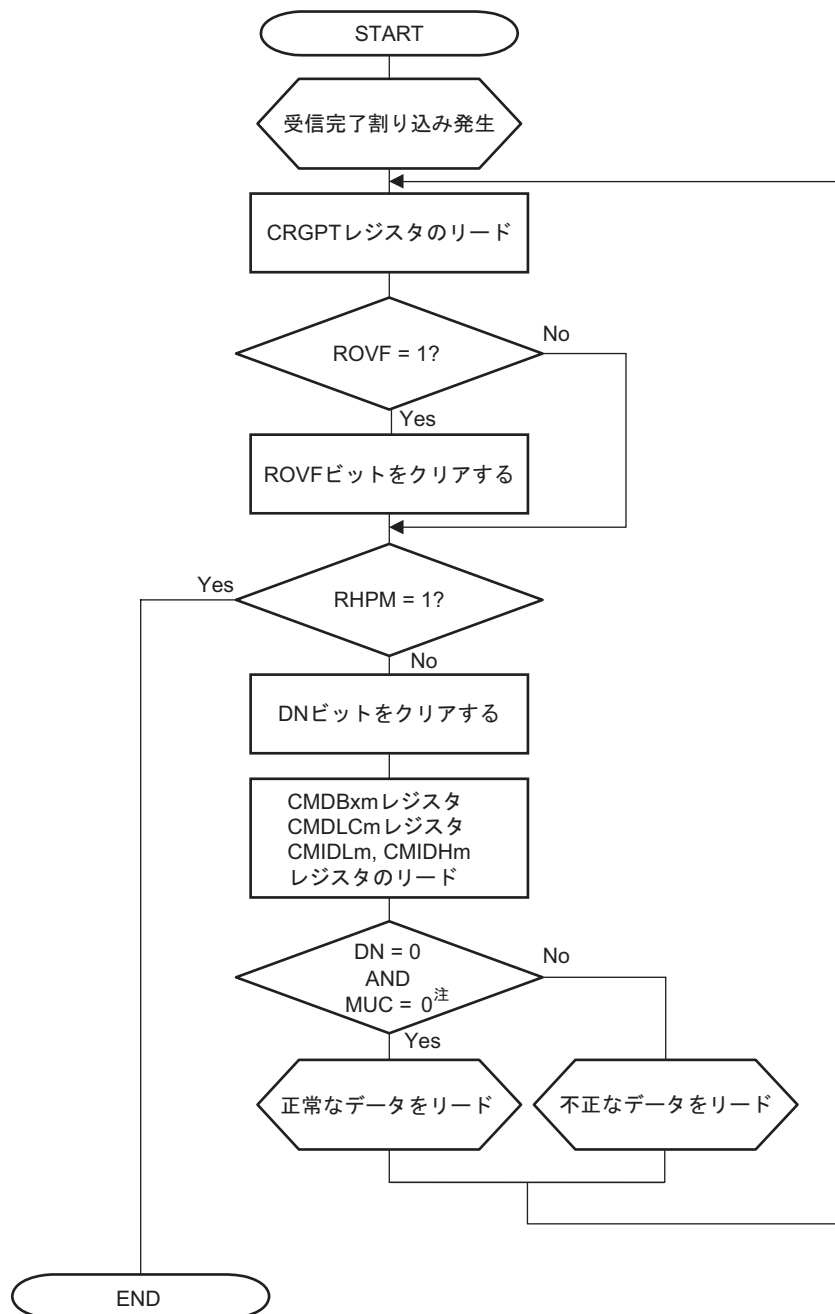 START
受信完了割り込み発生
CRGPTレジスタのリード
ROVF = 1?
No
Yes
ROVFビットをクリアする
Yes
RHPM = 1?
No
DNビットをクリアする
CMDBxmレジスタ
CMDLCmレジスタ
CMIDLm, CMIDHm
レジスタのリード
DN = 0
AND
MUC = 0注
No
Yes
正常なデータをリード
不正なデータをリード
END